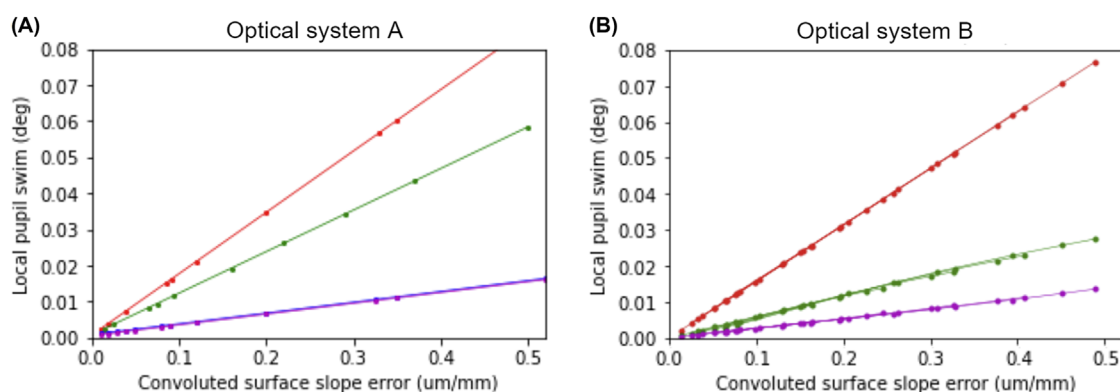 (A)
Optical system A
Local pupil swim (deg)
0.08
0.07
0.06
0.05
0.04
0.03
0.02
0.01
0.00
0.0 0.1 0.2 0.3 0.4 0.5
Convoluted surface slope error (um/mm)
(B)
Optical system B
Local pupil swim (deg)
0.08
0.07
0.06
0.05
0.04
0.03
0.02
0.01
0.00
0.0 0.1 0.2 0.3 0.4 0.5
Convoluted surface slope error (um/mm)